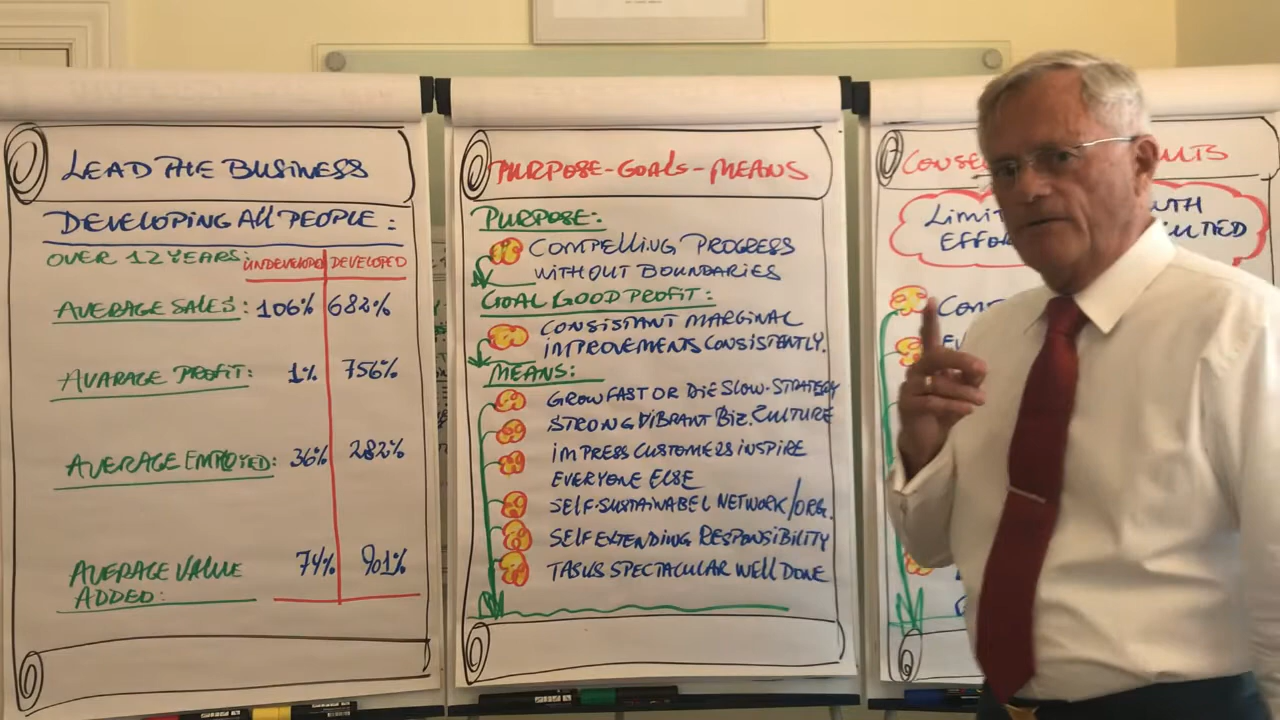 LEAD THE BUSINESS
DEVELOPING All PEOPLE:
OVER 12 YEARS:
UNDEVELOPED DEVELOPED
AVERAGE SALES: 106% 682%
AVARAGE PROFIT: 1% 756%
AVERAGE EMPLOYED: 36% 282%
AVERAGE VALUE ADDED: 74% 901%
PURPOSE-GOALS-MEANS
PURPOSE:
COMPELLING PROGRESS
WITHOUT BOUNDARIES
GOAL GOOD PROFIT:
CONSISTANT MARGINAL
IMPROVEMENTS CONSISTENTLY.
MEANS:
GROW FAST OR DIE SLOW-STRATEGY
STRONG VIBRANT BIZ. CULTURE
IMPRESS CUSTOMERS INSPIRE
EVERYONE ELSE
SELF-SUSTAINABEL NETWORK/ORG.
SELF EXTENDING RESPONSIBILITY
TASKS SPECTACULAR WELL DONE